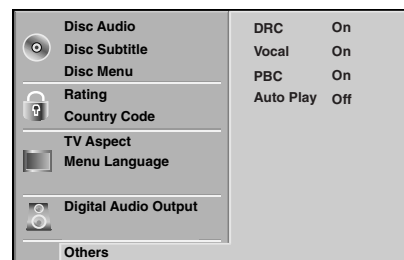 Disc Audio
Disc Subtitle
Disc Menu
Rating
Country Code
TV Aspect
Menu Language
Digital Audio Output
Others
DRC On
Vocal On
PBC On
Auto Play Off